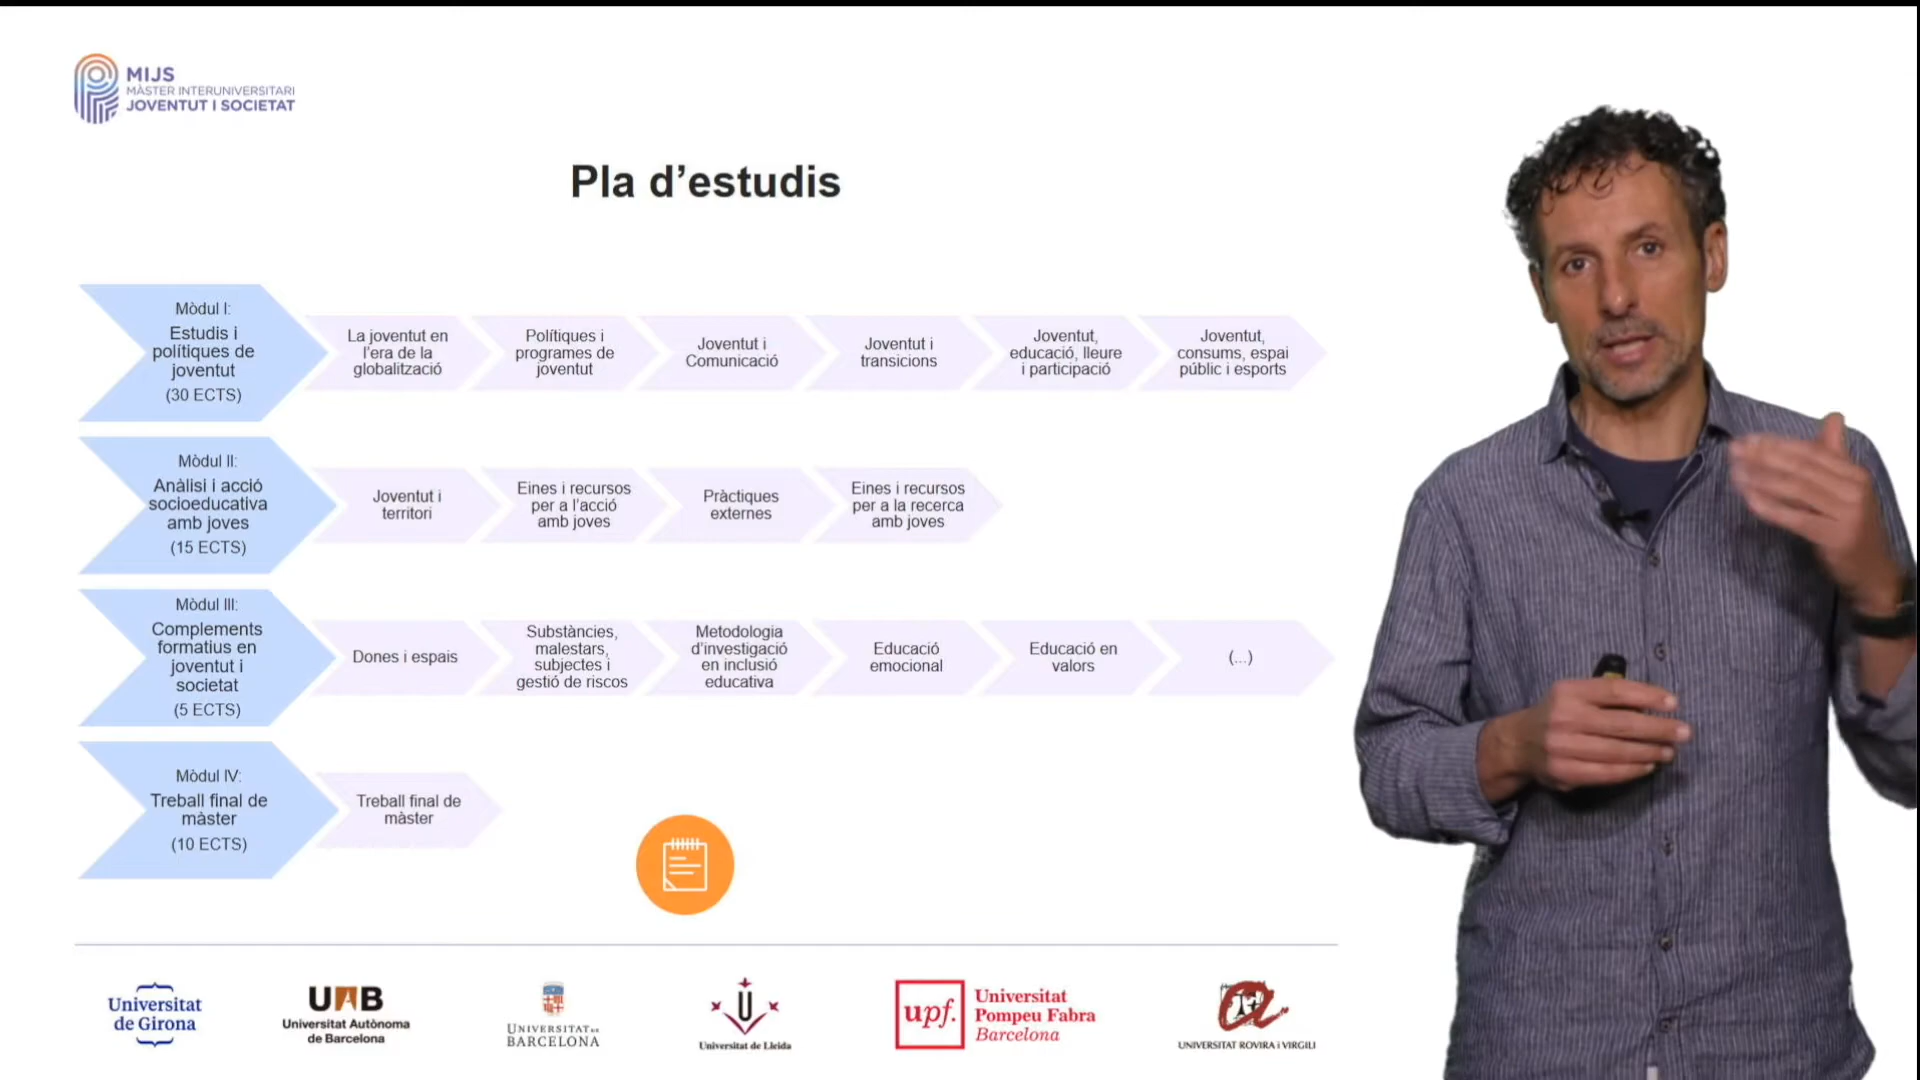 MIJS
MÀSTER INTERUNIVERSITARI
JOVENTUT I SOCIETAT
Pla d’estudis
Mòdul I:
Estudis i
polítiques de
joventut
(30 ECTS)
La joventut en
l’era de la
globalització
Polítiques i
programes de
joventut
Joventut i
Comunicació
Joventut i
transicions
Joventut,
educació, lleure
i participació
Joventut,
consums, espai
públic i esports
Mòdul II:
Anàlisi i acció
socioeducativa
amb joves
(15 ECTS)
Joventut i
territori
Eines i recursos
per a l’acció
amb joves
Pràctiques
externes
Eines i recursos
per a la recerca
amb joves
Mòdul III:
Complements
formatius en
joventut i
societat
(5 ECTS)
Dones i espais
Substàncies,
malestars,
subjectes i
gestió de riscos
Metodologia
d’investigació
en inclusió
educativa
Educació
emocional
Educació en
valors
(...)
Mòdul IV:
Treball final de
màster
(10 ECTS)
Treball final de
màster
Universitat
de Girona
UAB
Universitat Autònoma
de Barcelona
UNIVERSITAT DE
BARCELONA
U
Universitat de Lleida
upf.
Universitat
Pompeu Fabra
Barcelona
UNIVERSITAT ROVIRA i VIRGILI